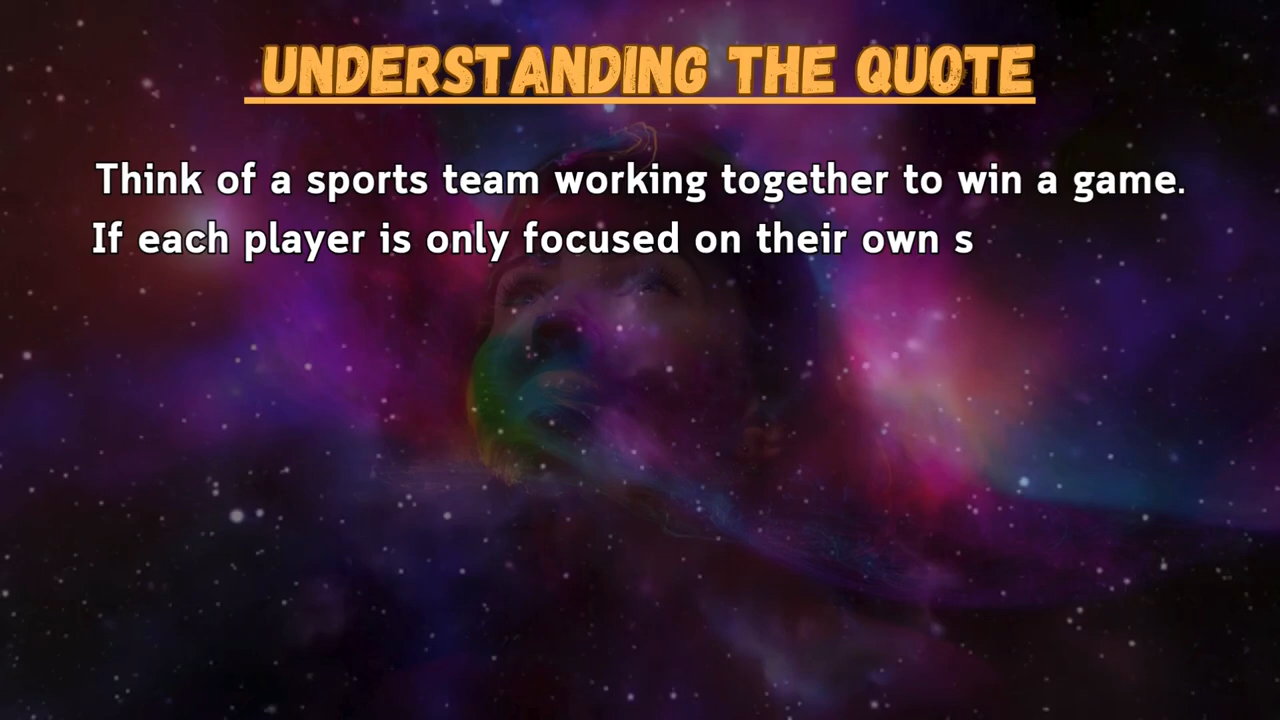 UNDERSTANDING THE QUOTE
Think of a sports team working together to win a game.
If each player is only focused on their own s